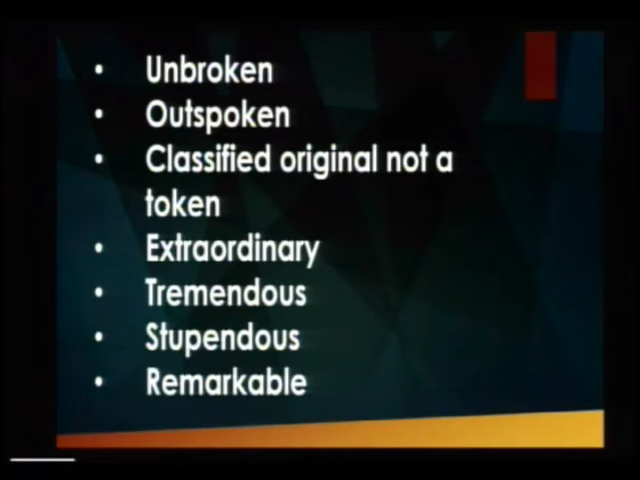 • Unbroken
• Outspoken
• Classified original not a
token
• Extraordinary
• Tremendous
• Stupendous
• Remarkable